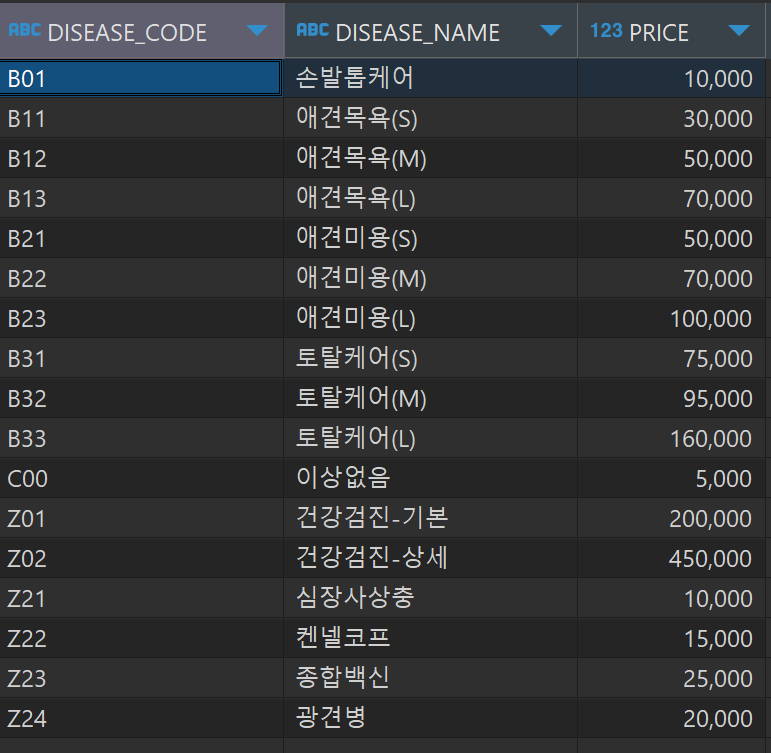 ABC DISEASE_CODE ABC DISEASE_NAME 123 PRICE
B01 손발톱케어 10,000
B11 애견목욕(S) 30,000
B12 애견목욕(M) 50,000
B13 애견목욕(L) 70,000
B21 애견미용(S) 50,000
B22 애견미용(M) 70,000
B23 애견미용(L) 100,000
B31 토탈케어(S) 75,000
B32 토탈케어(M) 95,000
B33 토탈케어(L) 160,000
C00 이상없음 5,000
Z01 건강검진-기본 200,000
Z02 건강검진-상세 450,000
Z21 심장사상충 10,000
Z22 켄넬코프 15,000
Z23 종합백신 25,000
Z24 광견병 20,000